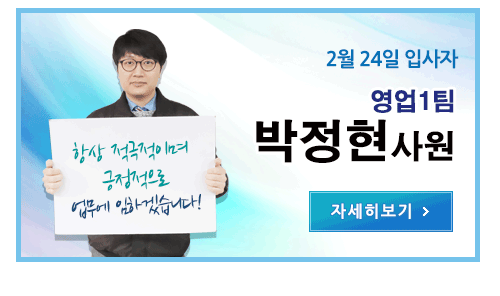 2월 24일 입사자
영업1팀
박정현사원
항상 적극적이며
긍정적으로
업무에 임하겠습니다!
자세히보기 >